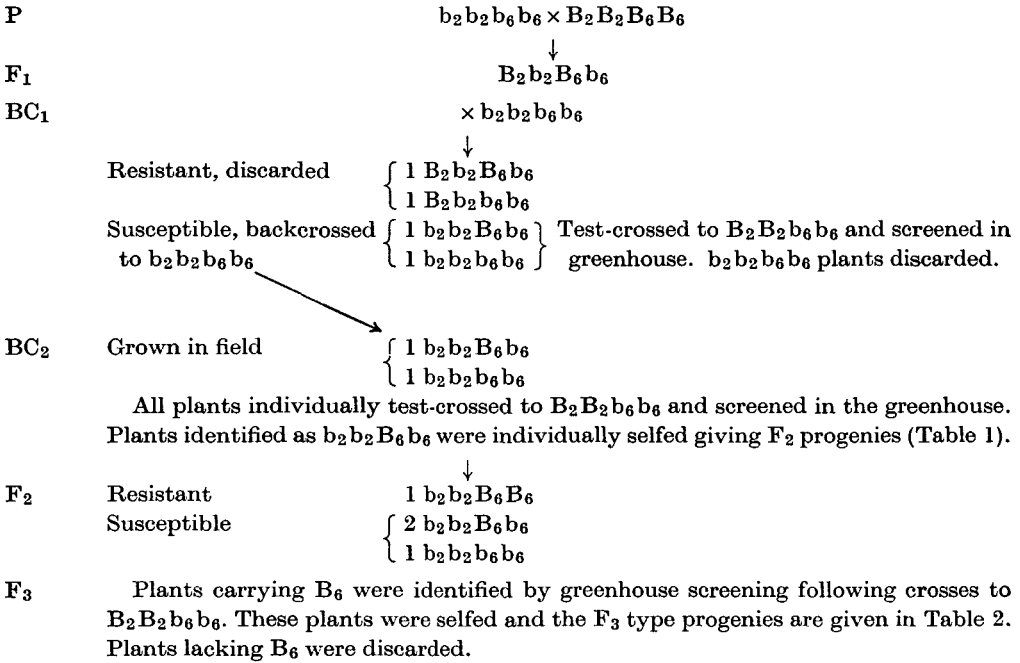 P b₂b₂b₆b₆ × B₂B₂B₆B₆
↓
F₁ B₂b₂B₆b₆
BC₁ × b₂b₂b₆b₆
↓
Resistant, discarded { 1 B₂b₂B₆b₆
1 B₂b₂b₆b₆
Susceptible, backcrossed { 1 b₂b₂B₆b₆ } Test-crossed to B₂B₂b₆b₆ and screened in
to b₂b₂b₆b₆ 1 b₂b₂b₆b₆ greenhouse. b₂b₂b₆b₆ plants discarded.
BC₂ Grown in field { 1 b₂b₂B₆b₆
1 b₂b₂b₆b₆
All plants individually test-crossed to B₂B₂b₆b₆ and screened in the greenhouse.
Plants identified as b₂b₂B₆b₆ were individually selfed giving F₂ progenies (Table 1).
↓
F₂ Resistant 1 b₂b₂B₆B₆
Susceptible { 2 b₂b₂B₆b₆
1 b₂b₂b₆b₆
F₃ Plants carrying B₆ were identified by greenhouse screening following crosses to
B₂B₂b₆b₆. These plants were selfed and the F₃ type progenies are given in Table 2.
Plants lacking B₆ were discarded.